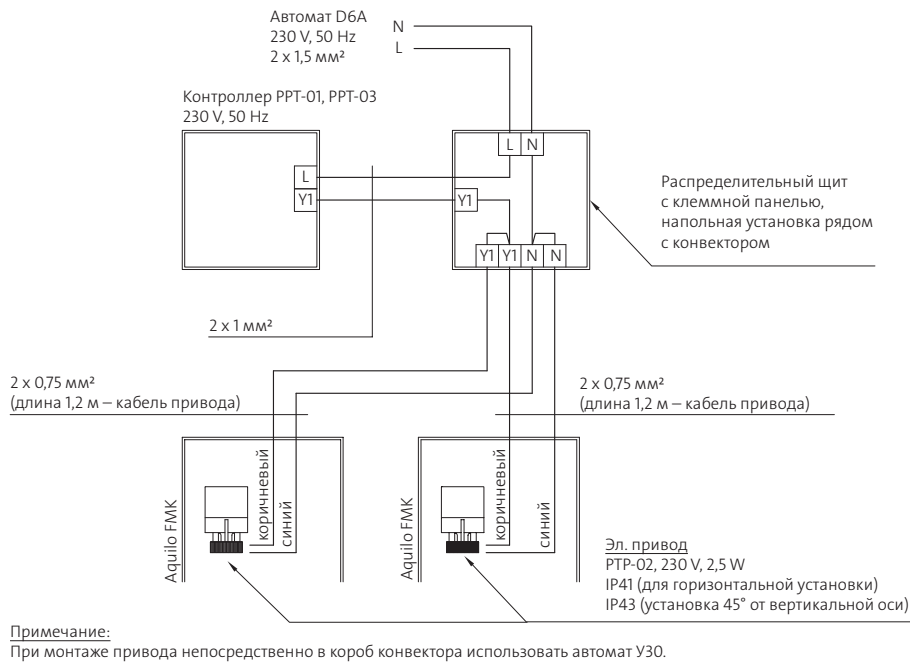 Автомат D6A
230 V, 50 Hz
2 x 1,5 мм²
N
L
Контроллер PPT-01, PPT-03
230 V, 50 Hz
L
Y1
L N
Y1
Y1 Y1 N N
Распределительный щит
с клеммной панелью,
напольная установка рядом
с конвектором
2 x 1 мм²
2 x 0,75 мм²
(длина 1,2 м – кабель привода)
2 x 0,75 мм²
(длина 1,2 м – кабель привода)
Aquilo FMK
коричневый
синий
Aquilo FMK
коричневый
синий
Эл. привод
PTP-02, 230 V, 2,5 W
IP41 (для горизонтальной установки)
IP43 (установка 45° от вертикальной оси)
Примечание:
При монтаже привода непосредственно в короб конвектора использовать автомат У30.